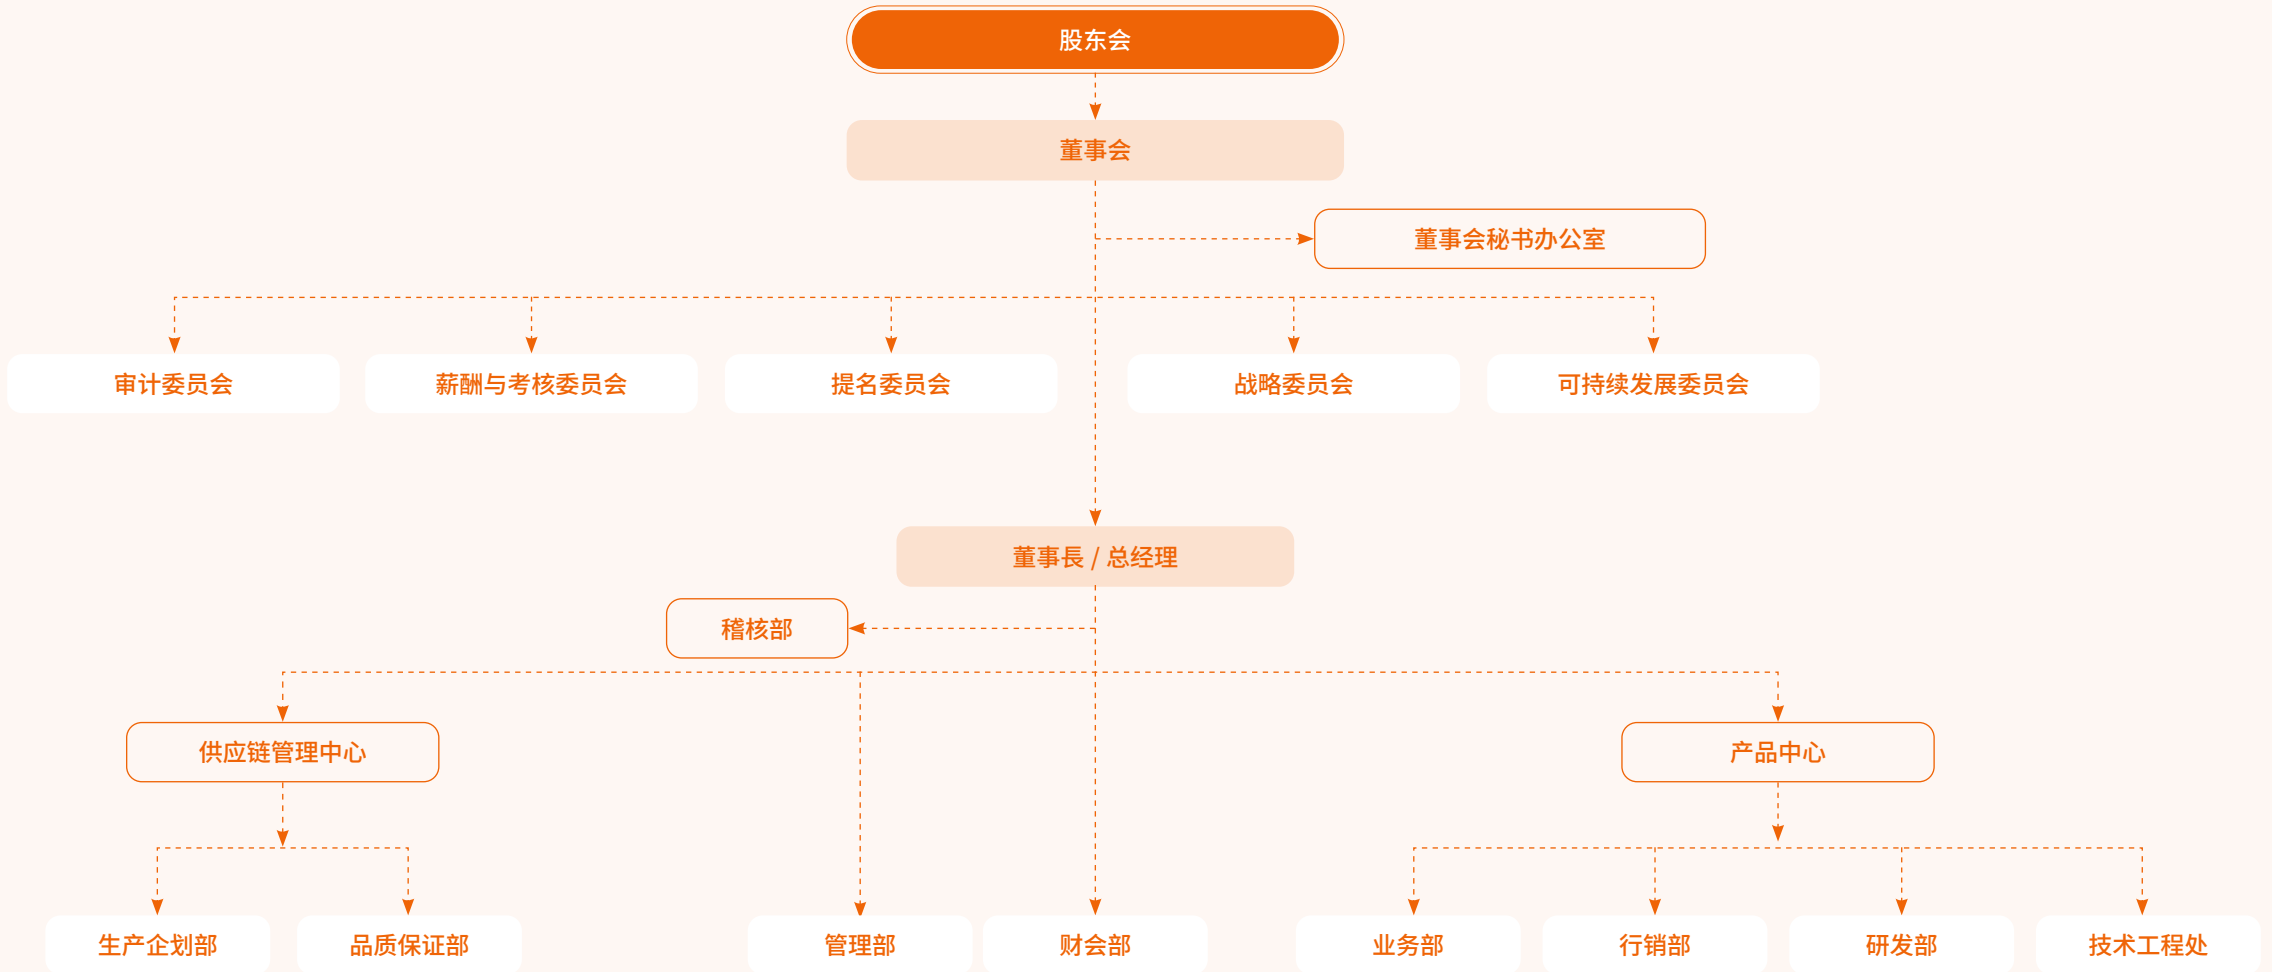 股东会
董事会
董事会秘书办公室
审计委员会
薪酬与考核委员会
提名委员会
战略委员会
可持续发展委员会
董事長 / 总经理
稽核部
供应链管理中心
产品中心
生产企划部
品质保证部
管理部
财会部
业务部
行销部
研发部
技术工程处